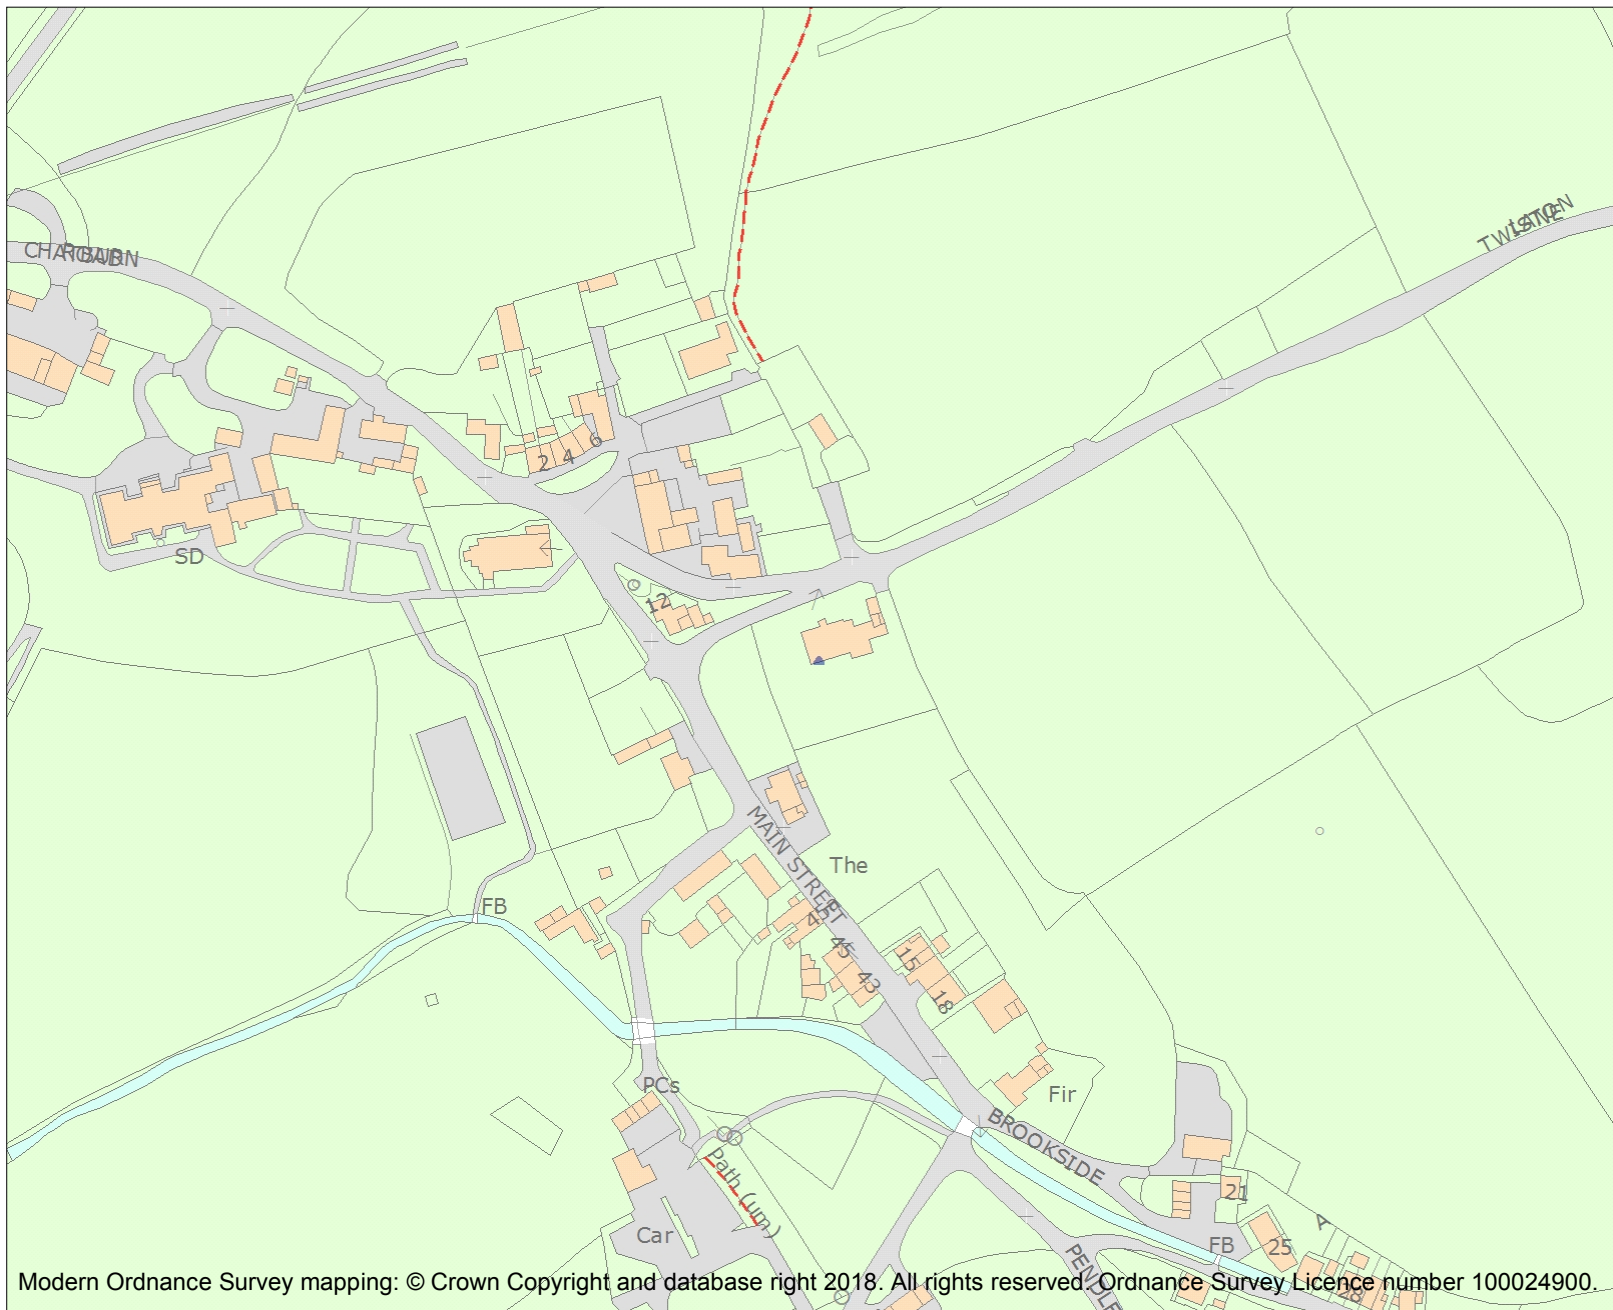 TWISTON
LANE
CHATBURN
ROAD
2
4
6
SD
12
MAIN STREET
The
FB
45
15
43
18
PCs
Fir
BROOKSIDE
Path (um)
21
A
Car
FB
25
28
Modern Ordnance Survey mapping: © Crown Copyright and database right 2018. All rights reserved. Ordnance Survey Licence number 100024900.